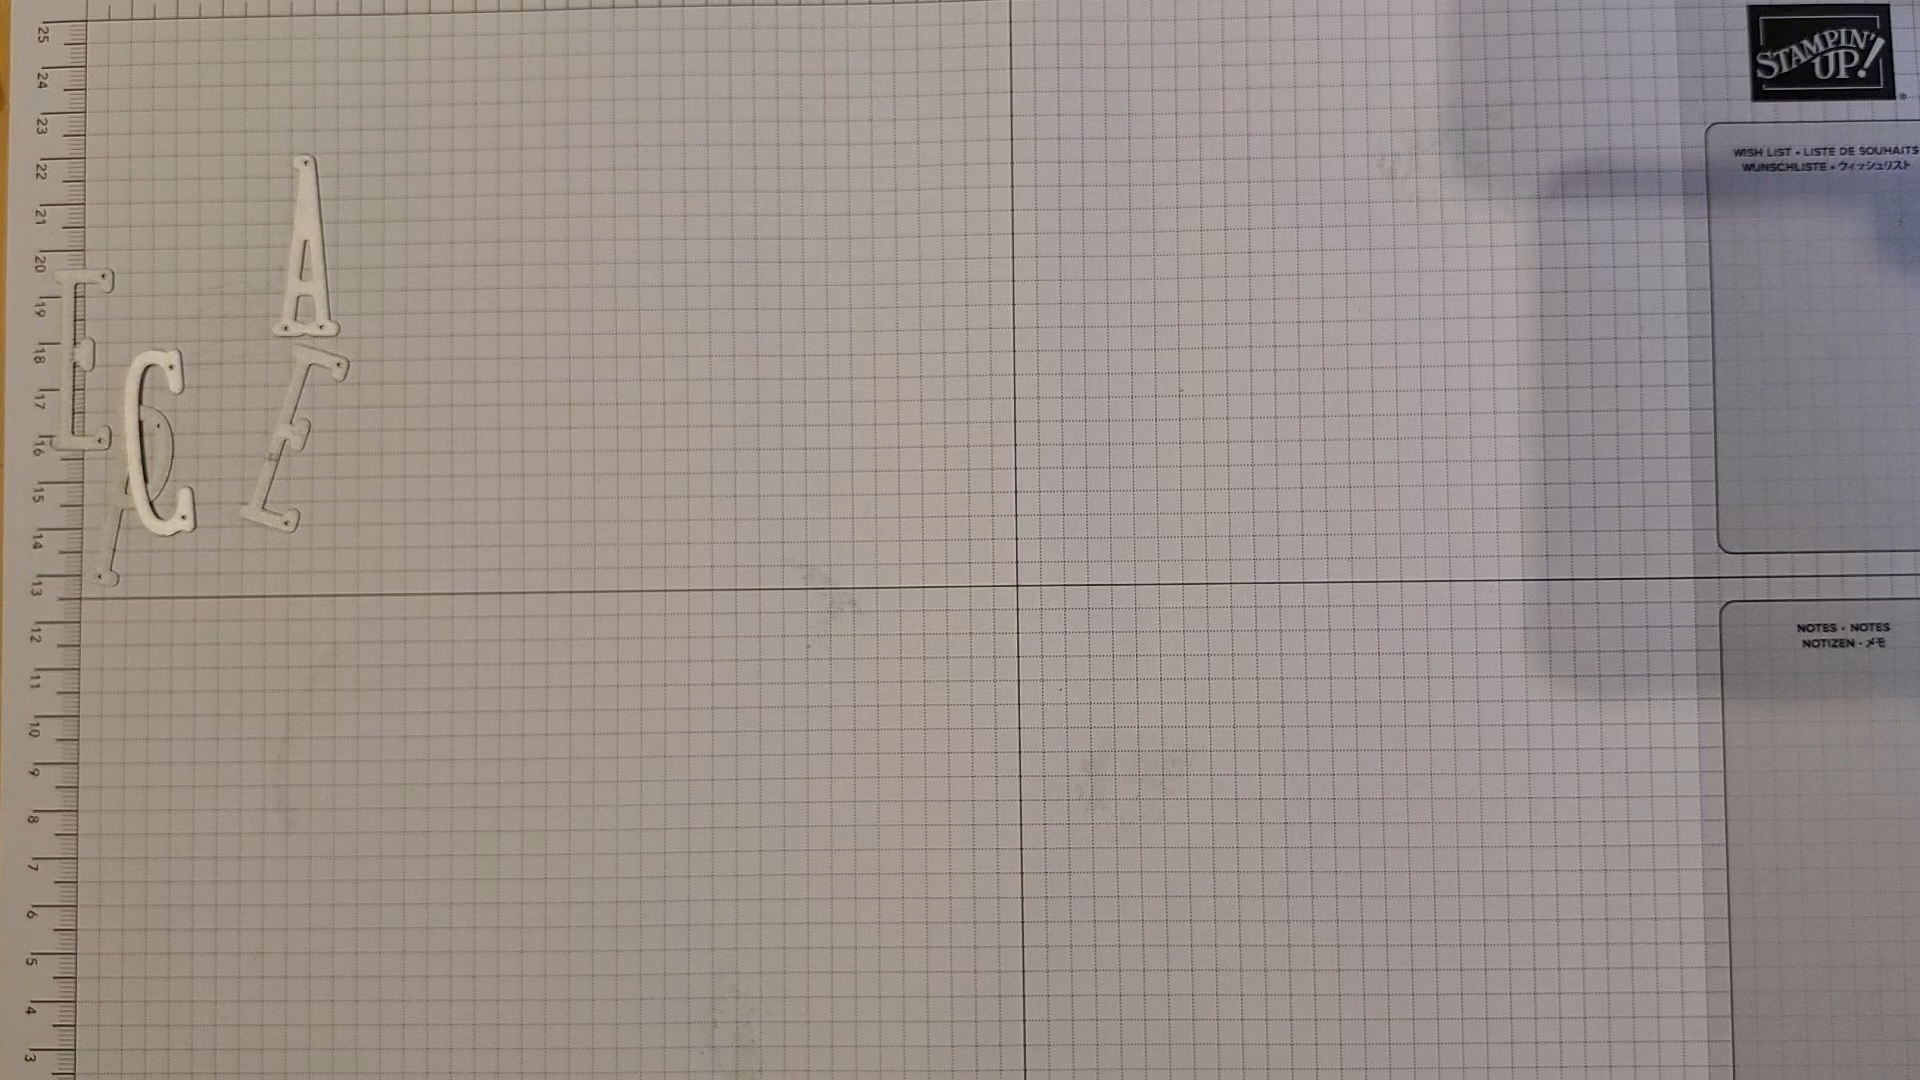 25
24
23
22
21
20
19
18
17
16
15
14
13
12
11
10
9
8
7
6
5
4
3
A
E
C
P
E
STAMPIN' UP!®
WISH LIST • LISTE DE SOUHAITS
WUNSCHLISTE • ウィッシュリスト
NOTES • NOTES
NOTIZEN • メモ